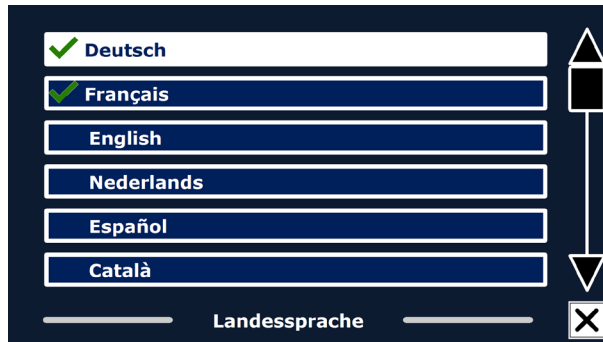 Deutsch
Français
English
Nederlands
Español
Català
Landessprache